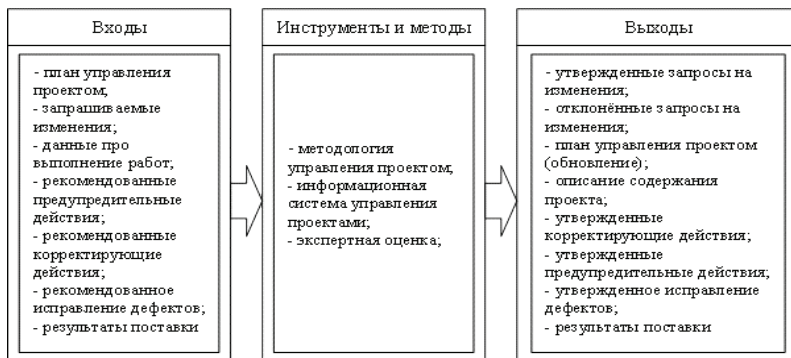 Входы
- план управления
проектом;
- запрашиваемые
изменения;
- данные про
выполнение работ;
- рекомендованные
предупредительные
действия;
- рекомендованные
корректирующие
действия;
- рекомендованное
исправление дефектов;
- результаты поставки
Инструменты и методы
- методология
управления проектом;
- информационная
система управления
проектами;
- экспертная оценка;
Выходы
- утвержденные запросы на
изменения;
- отклонённые запросы на
изменения;
- план управления проектом
(обновление);
- описание содержания
проекта;
- утвержденные
корректирующие действия;
- утвержденные
предупредительные действия;
- утвержденное исправление
дефектов;
- результаты поставки